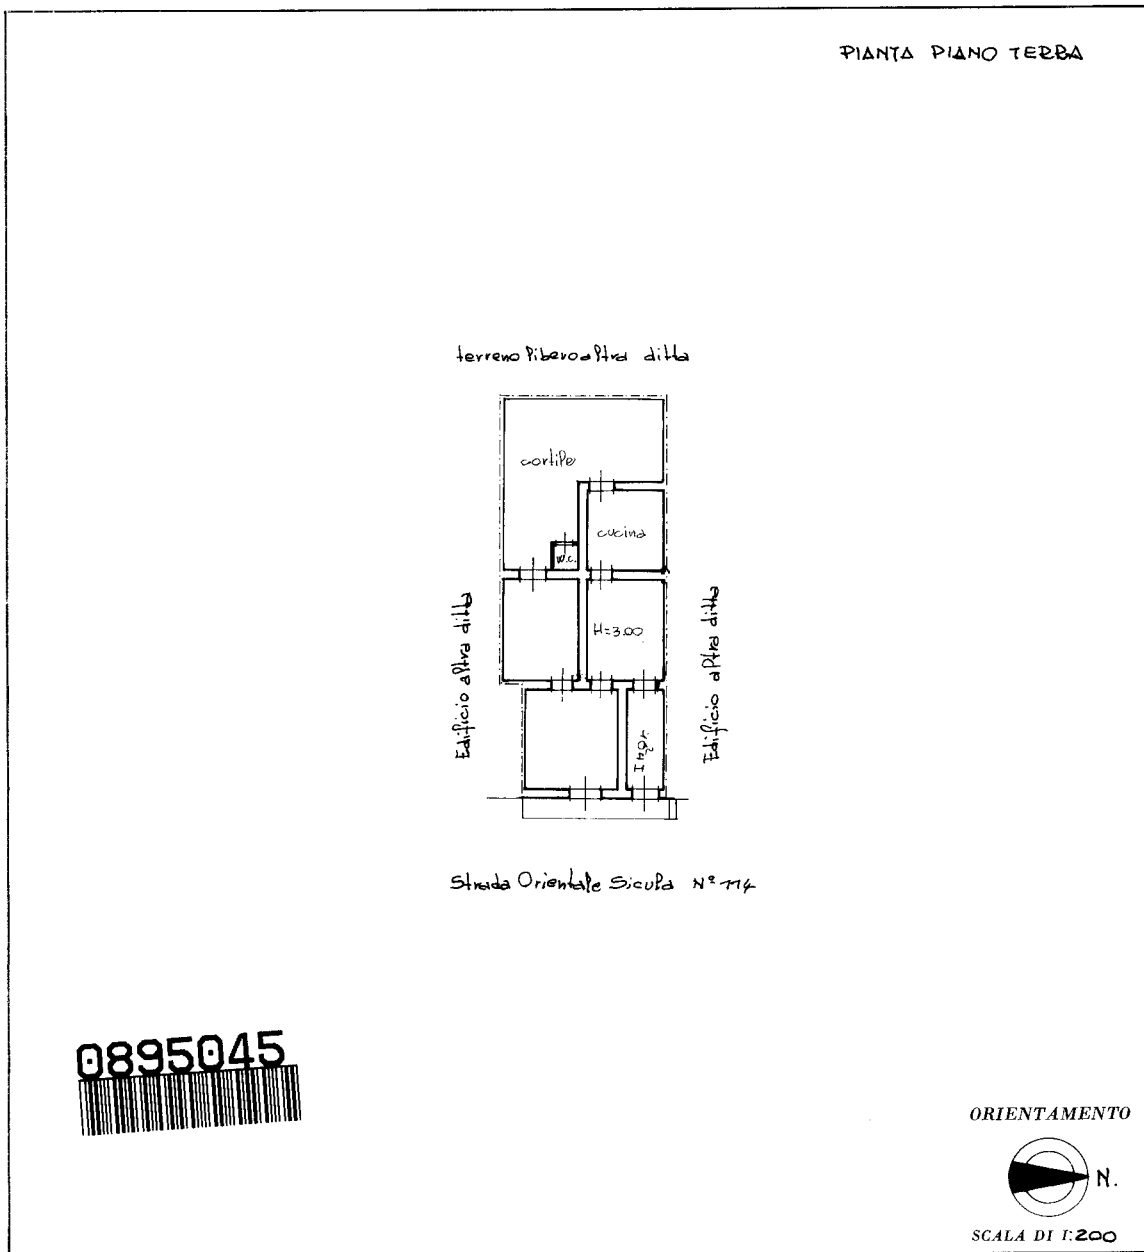 PIANTA PIANO TERRA
terreno libero altra ditta
cortile
cucina
w.c.
H=3.00
Edificio altra ditta
Edificio altra ditta
Strada Orientale Sicula N° 114
0895045
ORIENTAMENTO
N.
SCALA DI 1:200